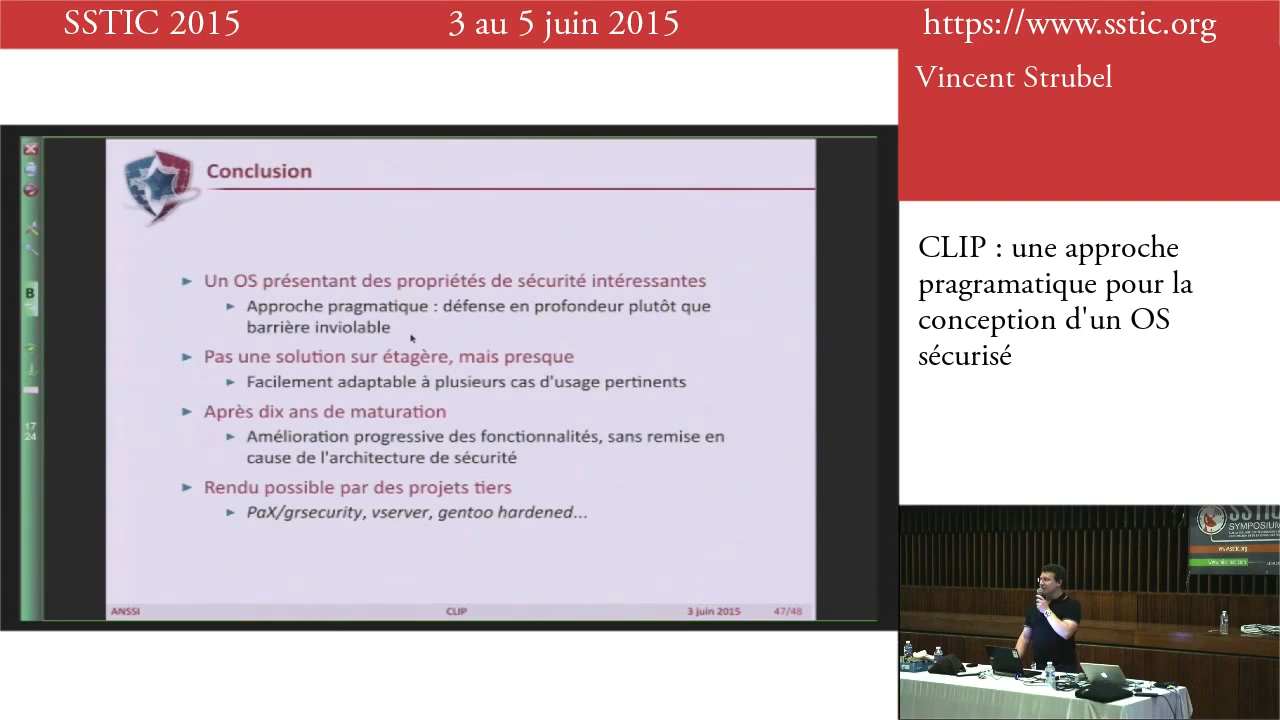 SSTIC 2015
3 au 5 juin 2015
https://www.sstic.org
Vincent Strubel
CLIP : une approche
pragramatique pour la
conception d'un OS
sécurisé
Conclusion
Un OS présentant des propriétés de sécurité intéressantes
Approche pragmatique : défense en profondeur plutôt que
barrière inviolable
Pas une solution sur étagère, mais presque
Facilement adaptable à plusieurs cas d'usage pertinents
Après dix ans de maturation
Amélioration progressive des fonctionnalités, sans remise en
cause de l'architecture de sécurité
Rendu possible par des projets tiers
PaX/grsecurity, vserver, gentoo hardened...
ANSSI
CLIP
3 juin 2015
47/48
B
17
24
SSTIC
SYMPOSIUM